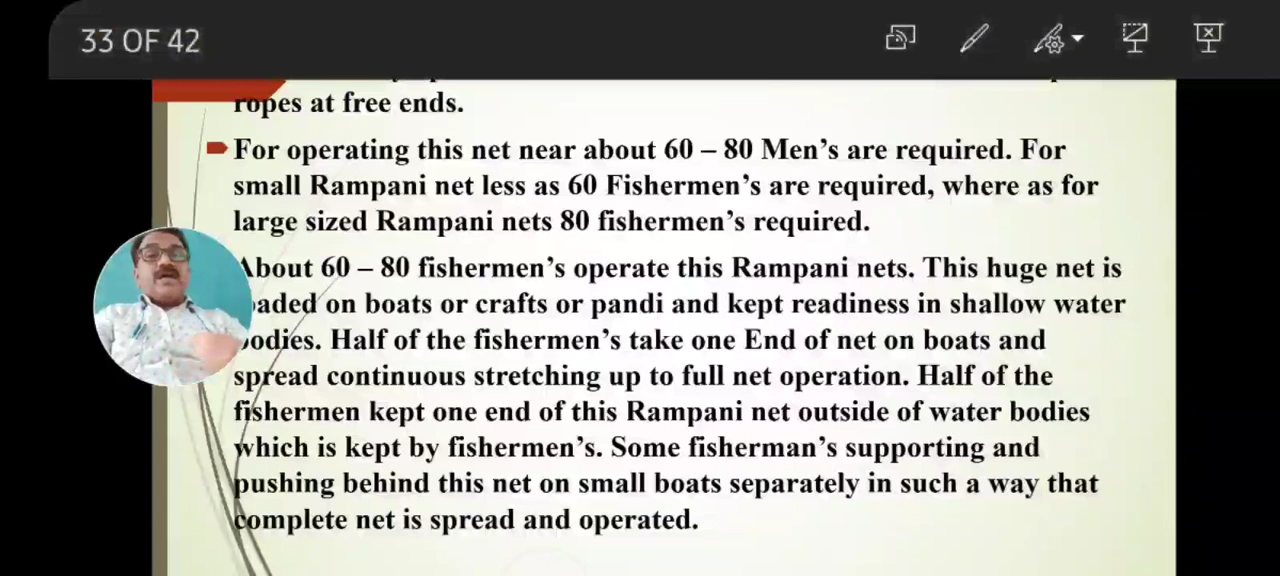 33 OF 42
ropes at free ends.
For operating this net near about 60 – 80 Men’s are required. For
small Rampani net less as 60 Fishermen’s are required, where as for
large sized Rampani nets 80 fishermen’s required.
About 60 – 80 fishermen’s operate this Rampani nets. This huge net is
on boats or crafts or pandi and kept readiness in shallow water
Half of the fishermen’s take one End of net on boats and
spread continuous stretching up to full net operation. Half of the
fishermen kept one end of this Rampani net outside of water bodies
which is kept by fishermen’s. Some fisherman’s supporting and
pushing behind this net on small boats separately in such a way that
complete net is spread and operated.